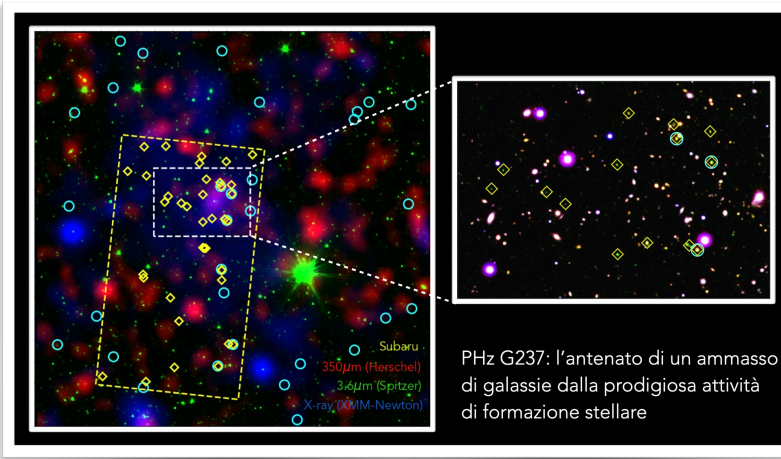 Subaru
350μm (Herschel)
3.6μm (Spitzer)
X-ray (XMM-Newton)
PHz G237: l'antenato di un ammasso
di galassie dalla prodigiosa attività
di formazione stellare